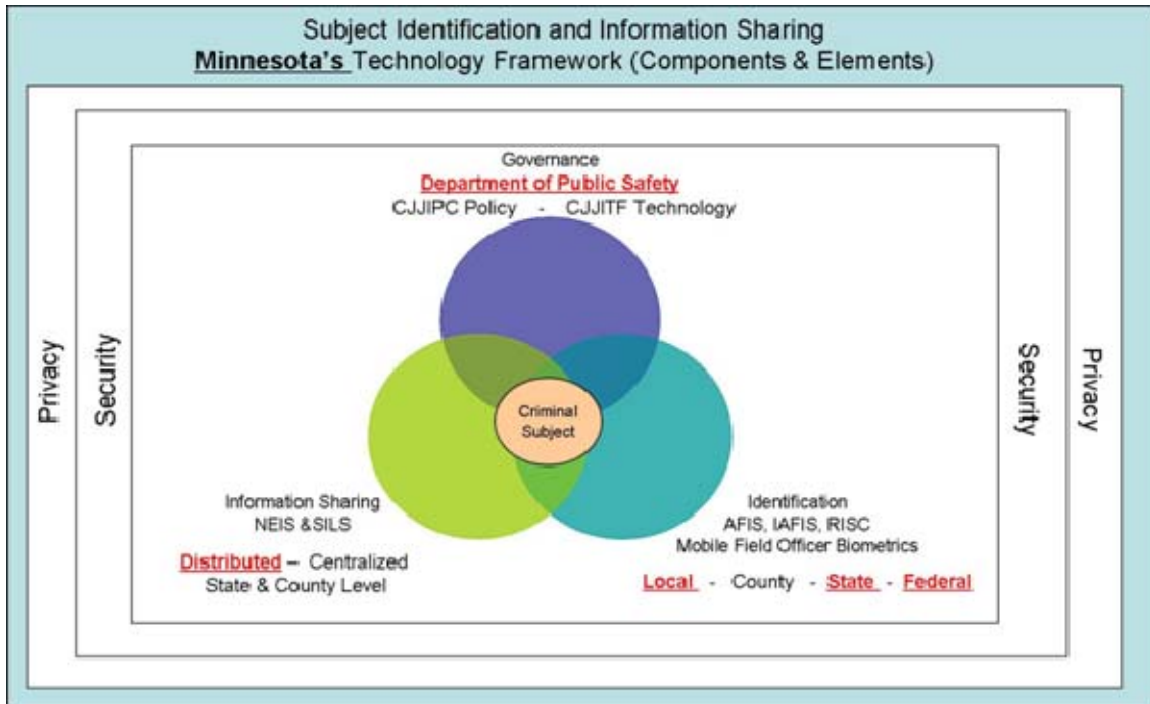 Subject Identification and Information Sharing
Minnesota's Technology Framework (Components & Elements)
Governance
Department of Public Safety
CJJIPC Policy - CJJITF Technology
Privacy
Security
Criminal
Subject
Security
Privacy
Information Sharing
NEIS &SILS
Distributed – Centralized
State & County Level
Identification
AFIS, IAFIS, RISC
Mobile Field Officer Biometrics
Local - County - State - Federal